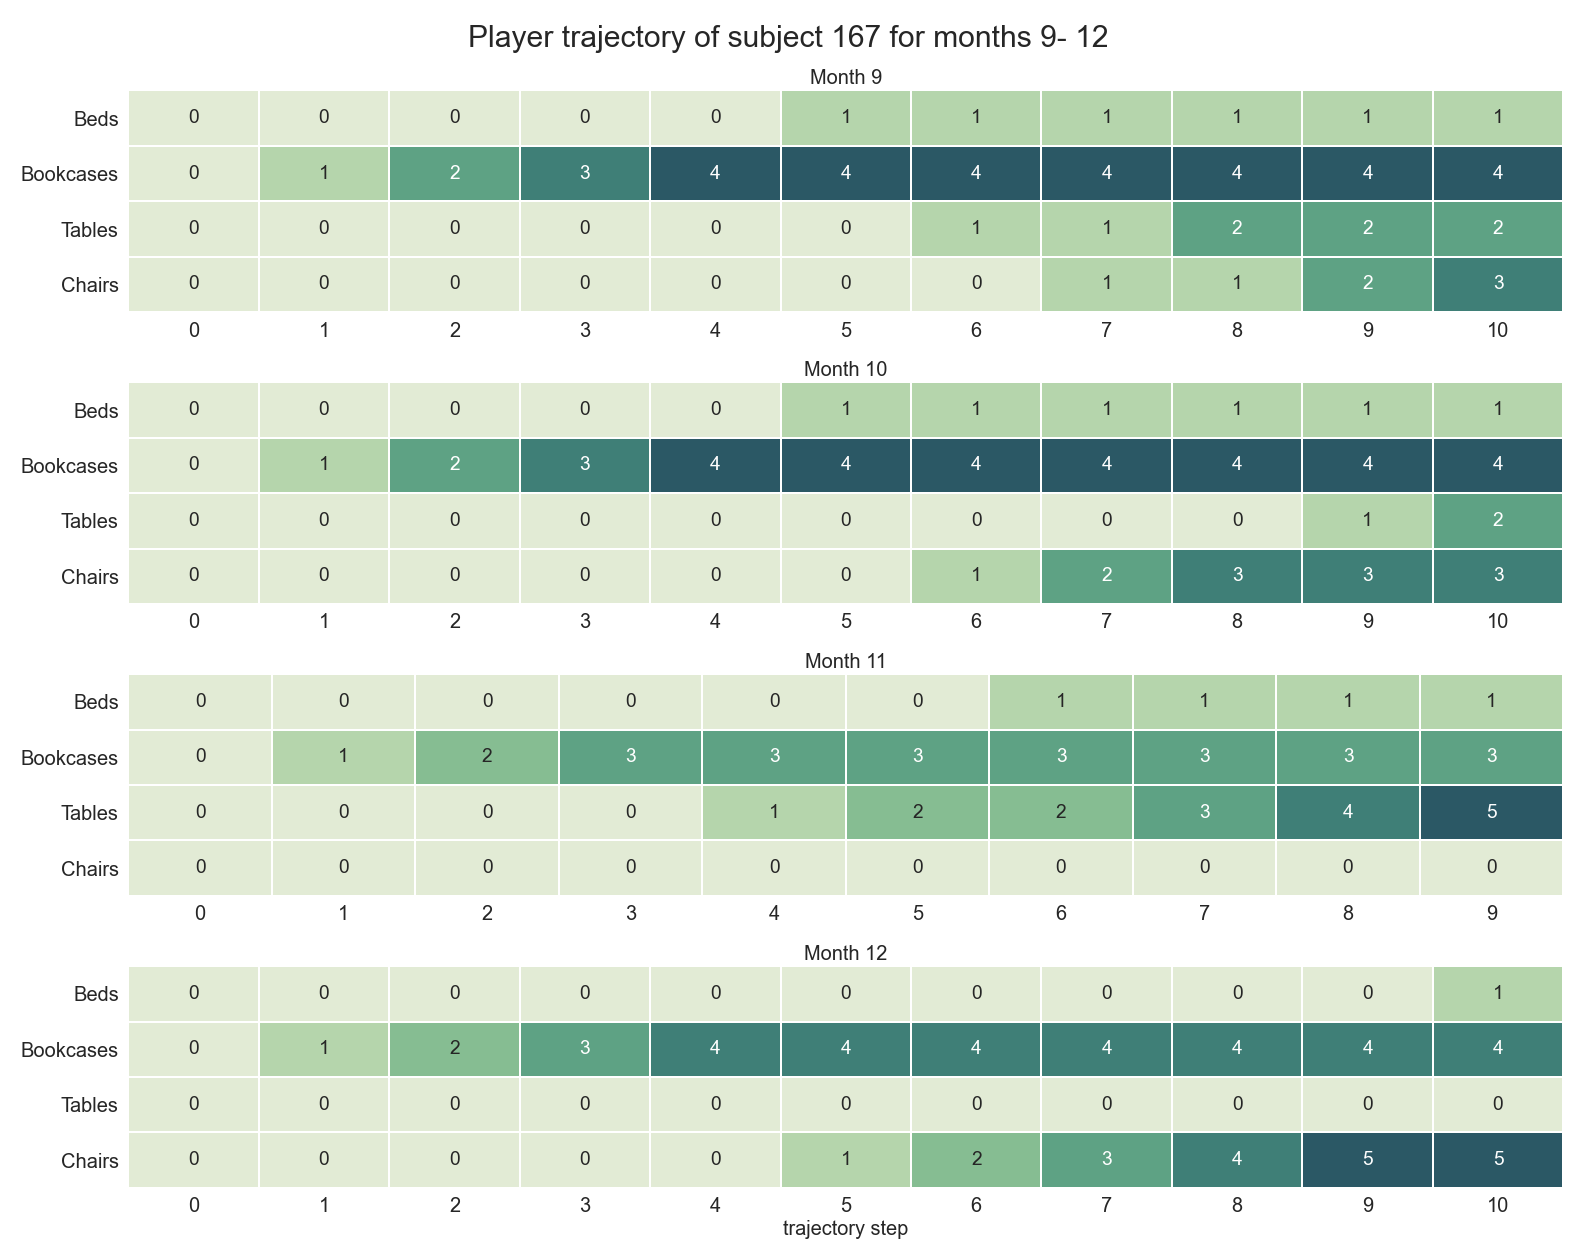 Player trajectory of subject 167 for months 9- 12
Month 9
Beds 0 0 0 0 0 1 1 1 1 1 1
Bookcases 0 1 2 3 4 4 4 4 4 4 4
Tables 0 0 0 0 0 0 1 1 2 2 2
Chairs 0 0 0 0 0 0 0 1 1 2 3
0 1 2 3 4 5 6 7 8 9 10
Month 10
Beds 0 0 0 0 0 1 1 1 1 1 1
Bookcases 0 1 2 3 4 4 4 4 4 4 4
Tables 0 0 0 0 0 0 0 0 0 1 2
Chairs 0 0 0 0 0 0 1 2 3 3 3
0 1 2 3 4 5 6 7 8 9 10
Month 11
Beds 0 0 0 0 0 0 1 1 1 1
Bookcases 0 1 2 3 3 3 3 3 3 3
Tables 0 0 0 0 1 2 2 3 4 5
Chairs 0 0 0 0 0 0 0 0 0 0
0 1 2 3 4 5 6 7 8 9
Month 12
Beds 0 0 0 0 0 0 0 0 0 0 1
Bookcases 0 1 2 3 4 4 4 4 4 4 4
Tables 0 0 0 0 0 0 0 0 0 0 0
Chairs 0 0 0 0 0 1 2 3 4 5 5
0 1 2 3 4 5 6 7 8 9 10
trajectory step